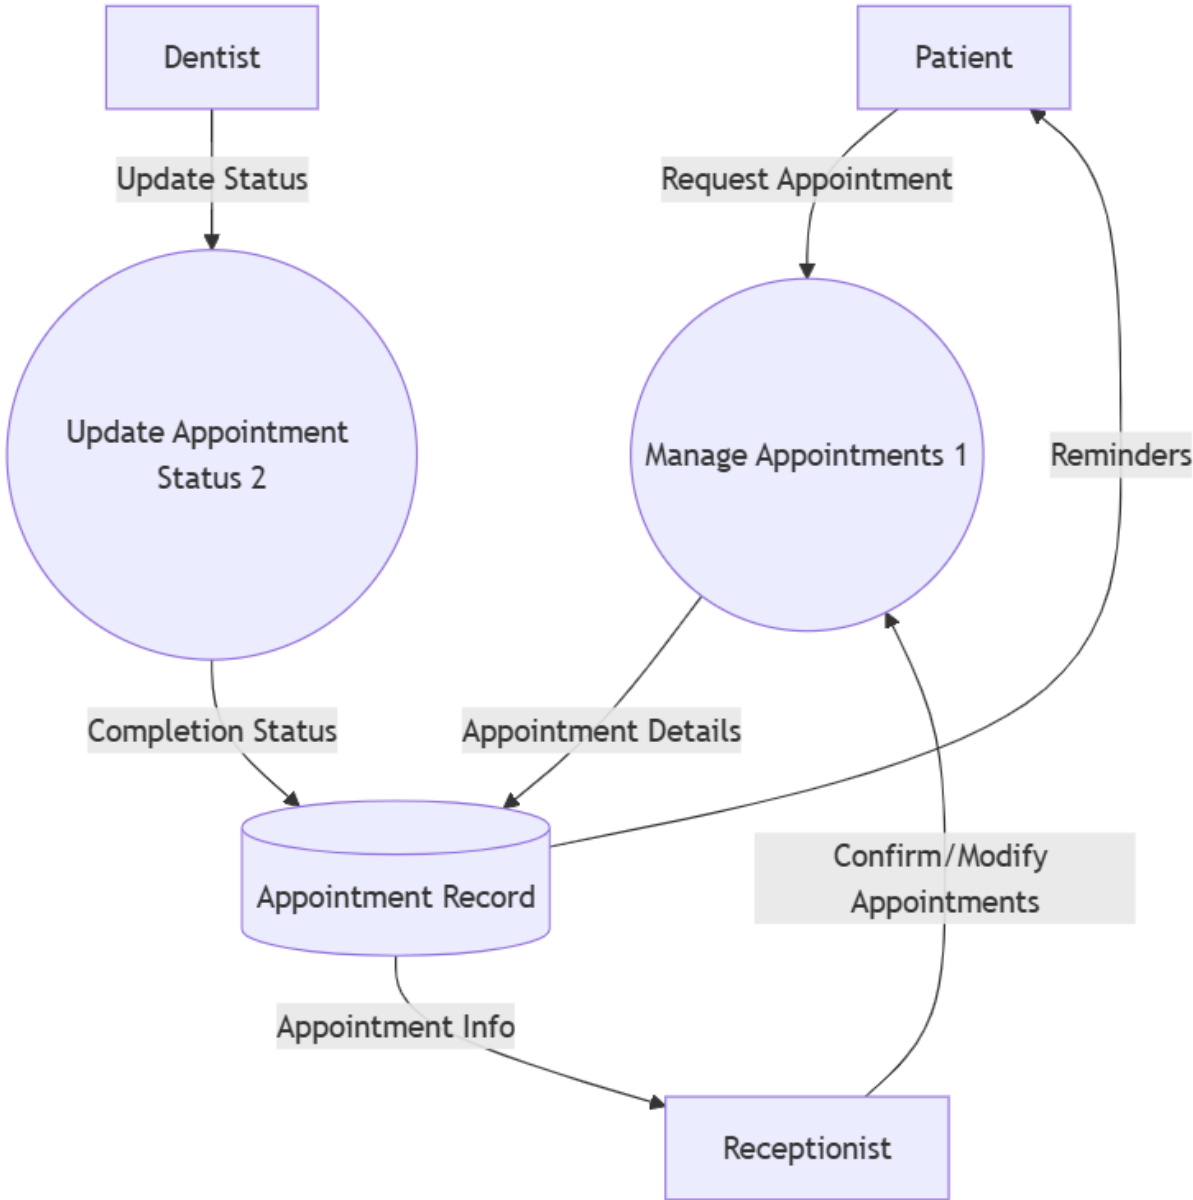 Dentist
Patient
Update Status
Request Appointment
Update Appointment
Status 2
Manage Appointments 1
Reminders
Completion Status
Appointment Details
Confirm/Modify
Appointments
Appointment Record
Appointment Info
Receptionist